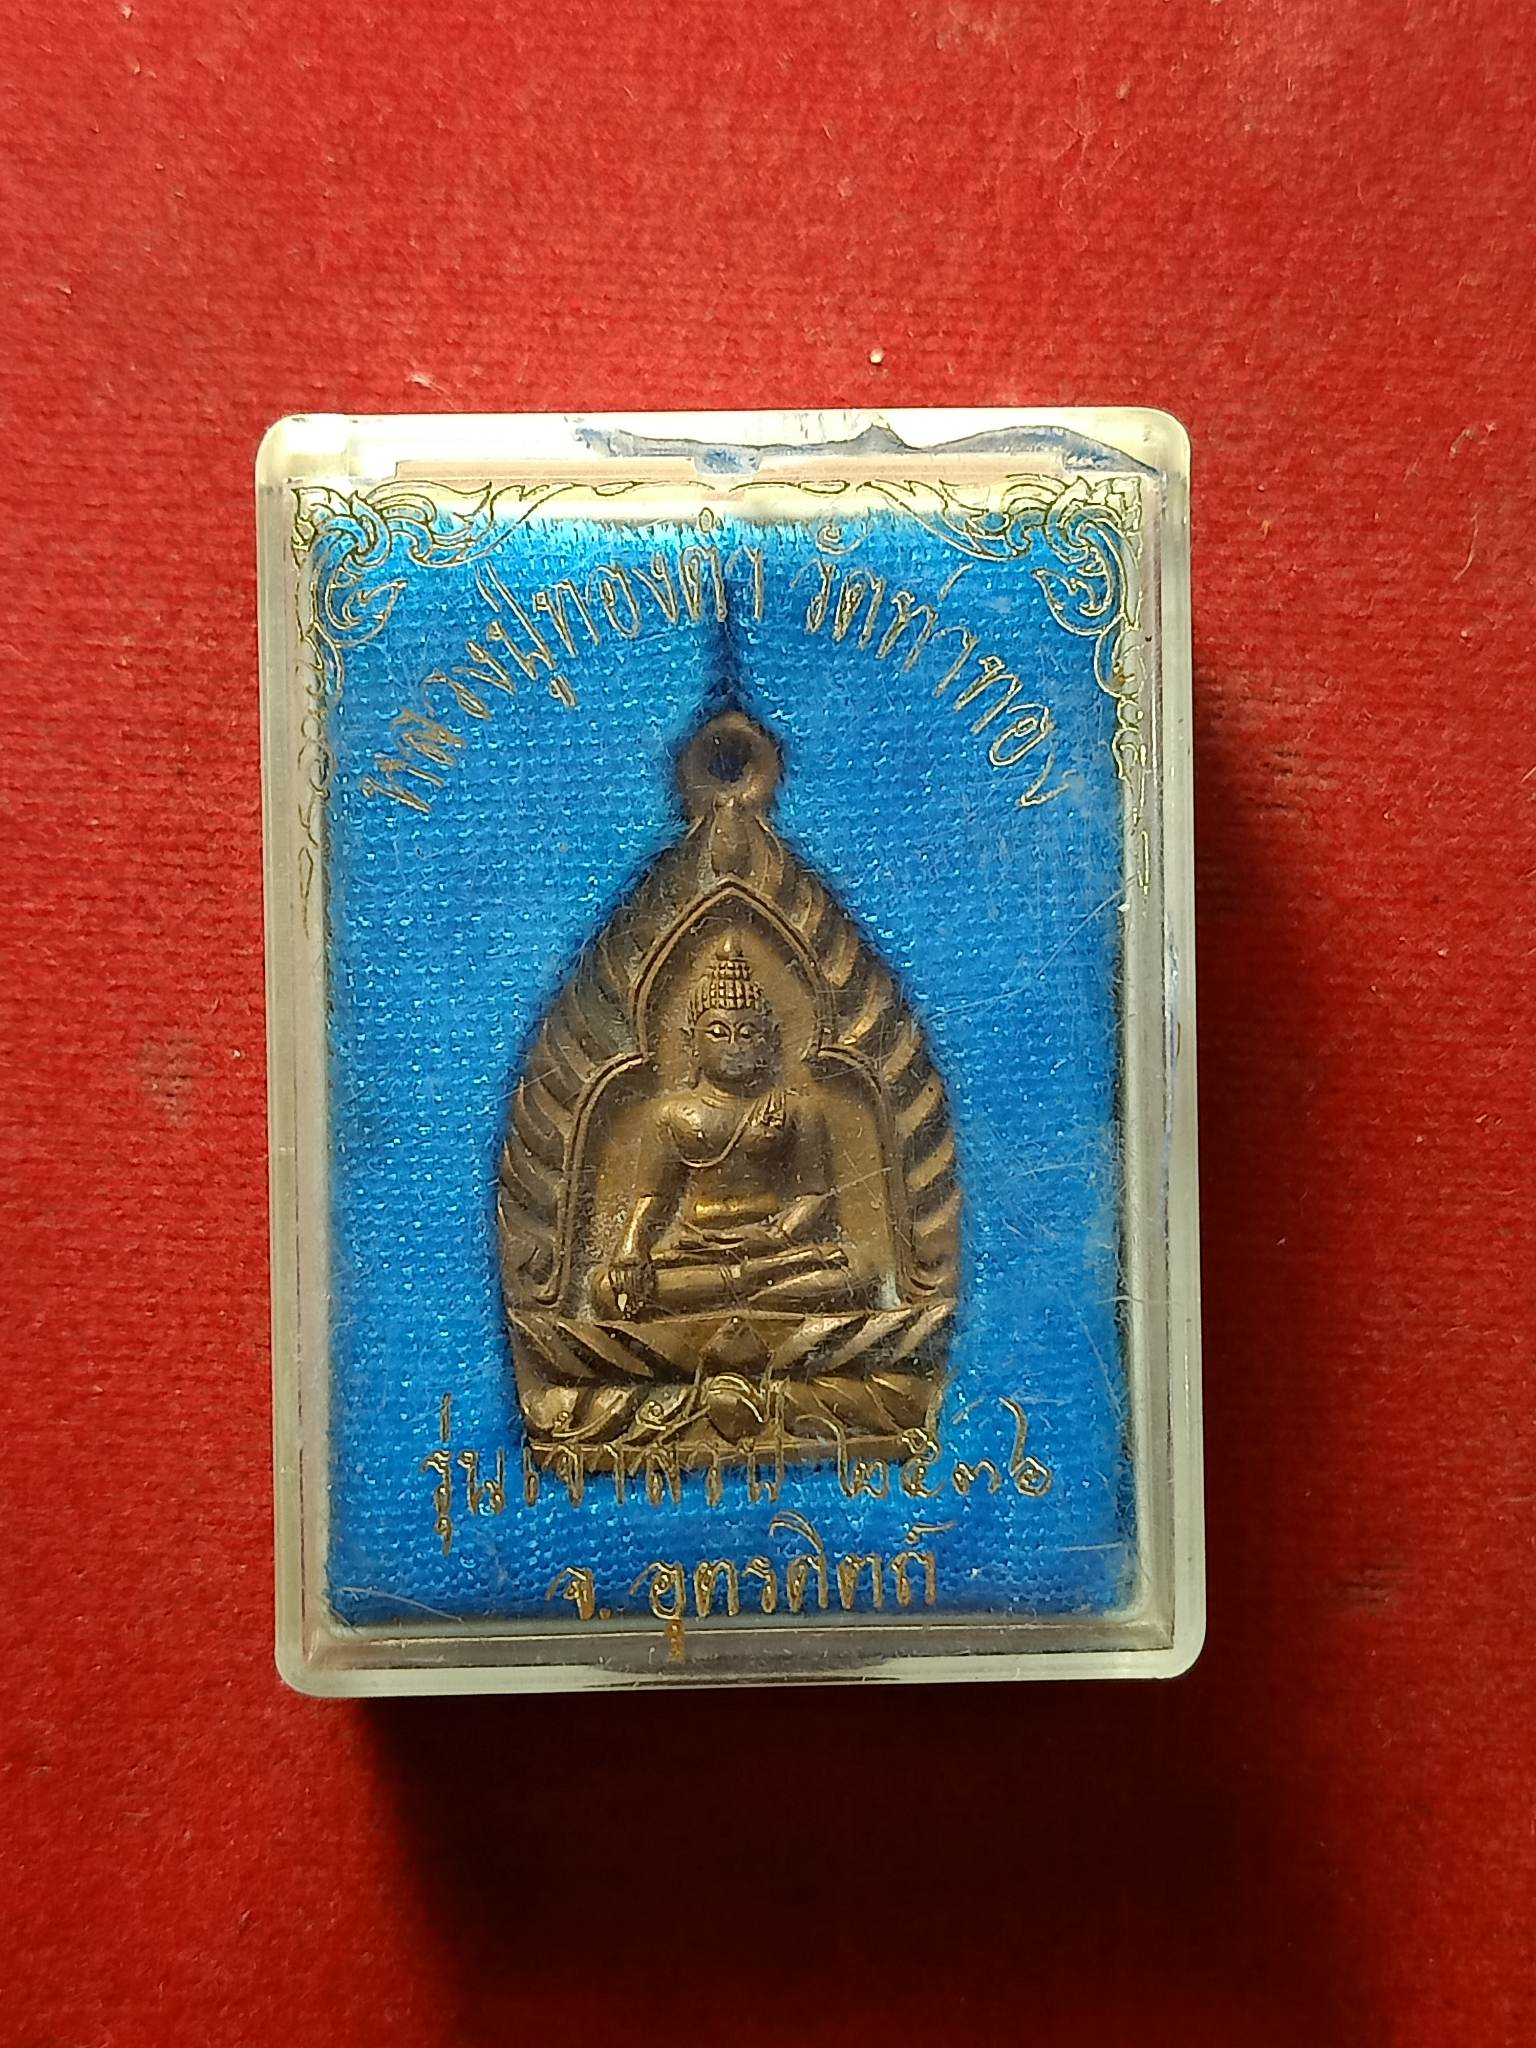 หลวงปู่ทองดำ วัดท่าทอง
รุ่นเจ้าสัวปี ๒๕๓๖
จ. อุตรดิตถ์